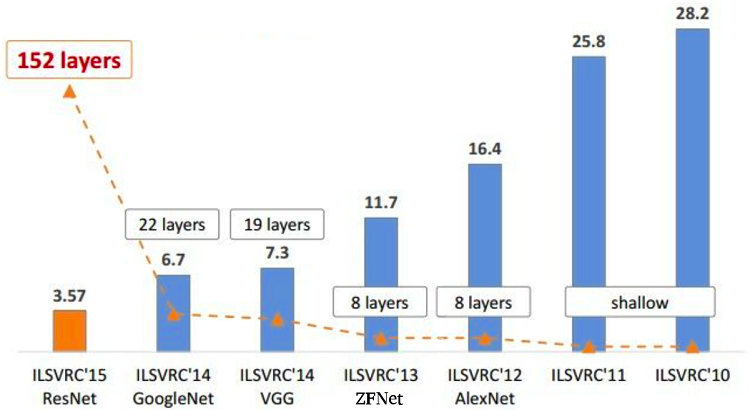 28.2
25.8
152 layers
16.4
11.7
22 layers
19 layers
7.3
6.7
3.57
8 layers
8 layers
shallow
ILSVRC'15
ResNet
ILSVRC'14
GoogleNet
ILSVRC'14
VGG
ILSVRC'13
ZFNet
ILSVRC'12
AlexNet
ILSVRC'11
ILSVRC'10